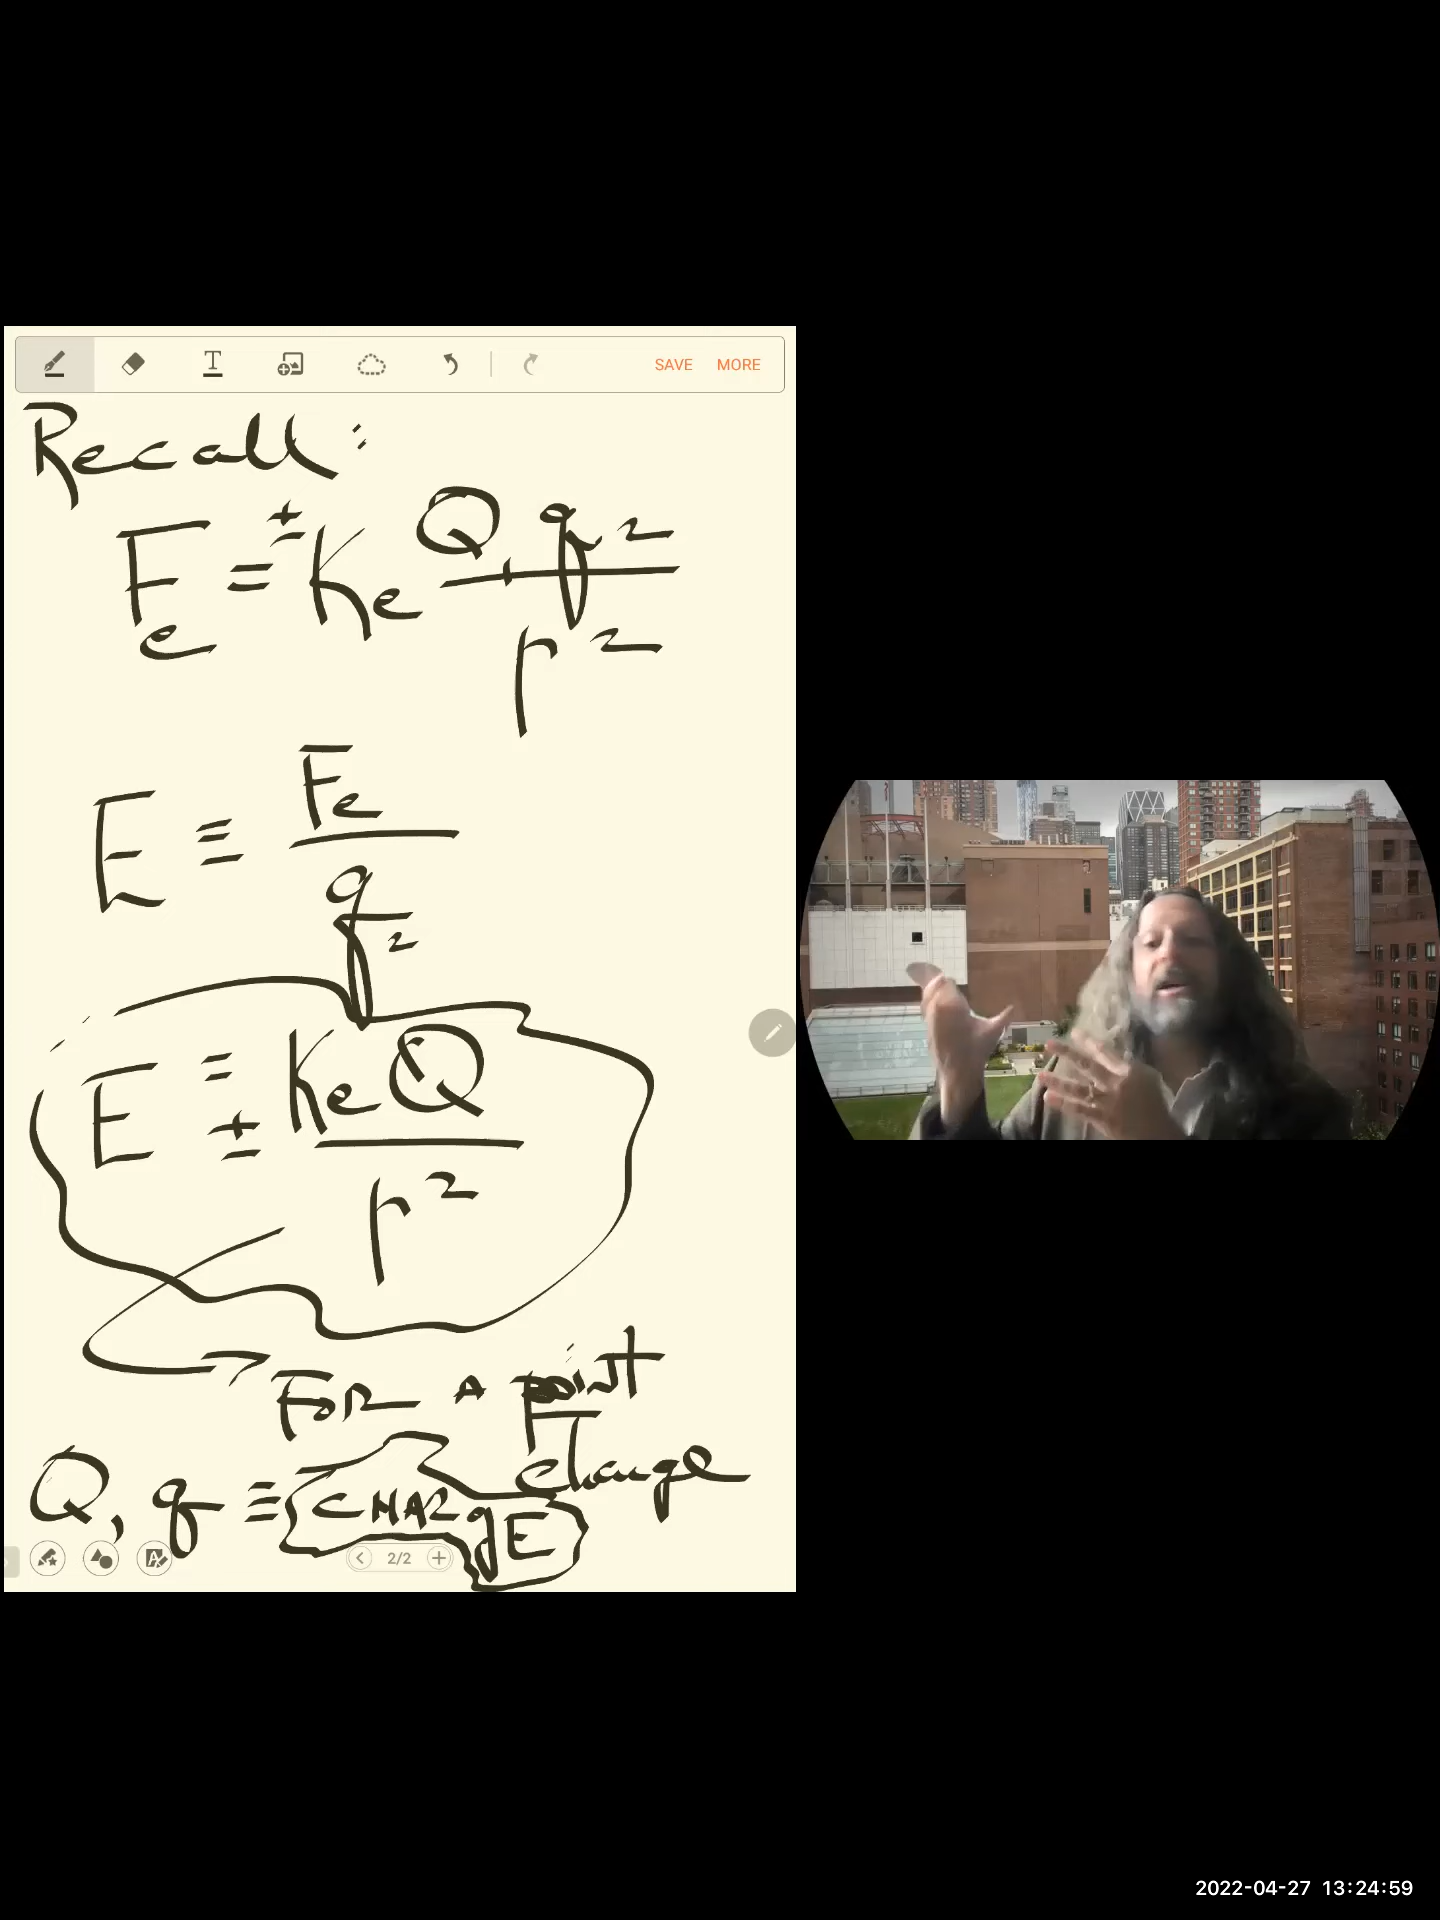 SAVE MORE
Recall:
Fe = ± Ke Q, q2 / r²
E ≡ Fe / q2
E = ± KeQ / r²
FOR A point
charge
Q, q ≡ CHARgE
2/2
2022-04-27 13:24:59